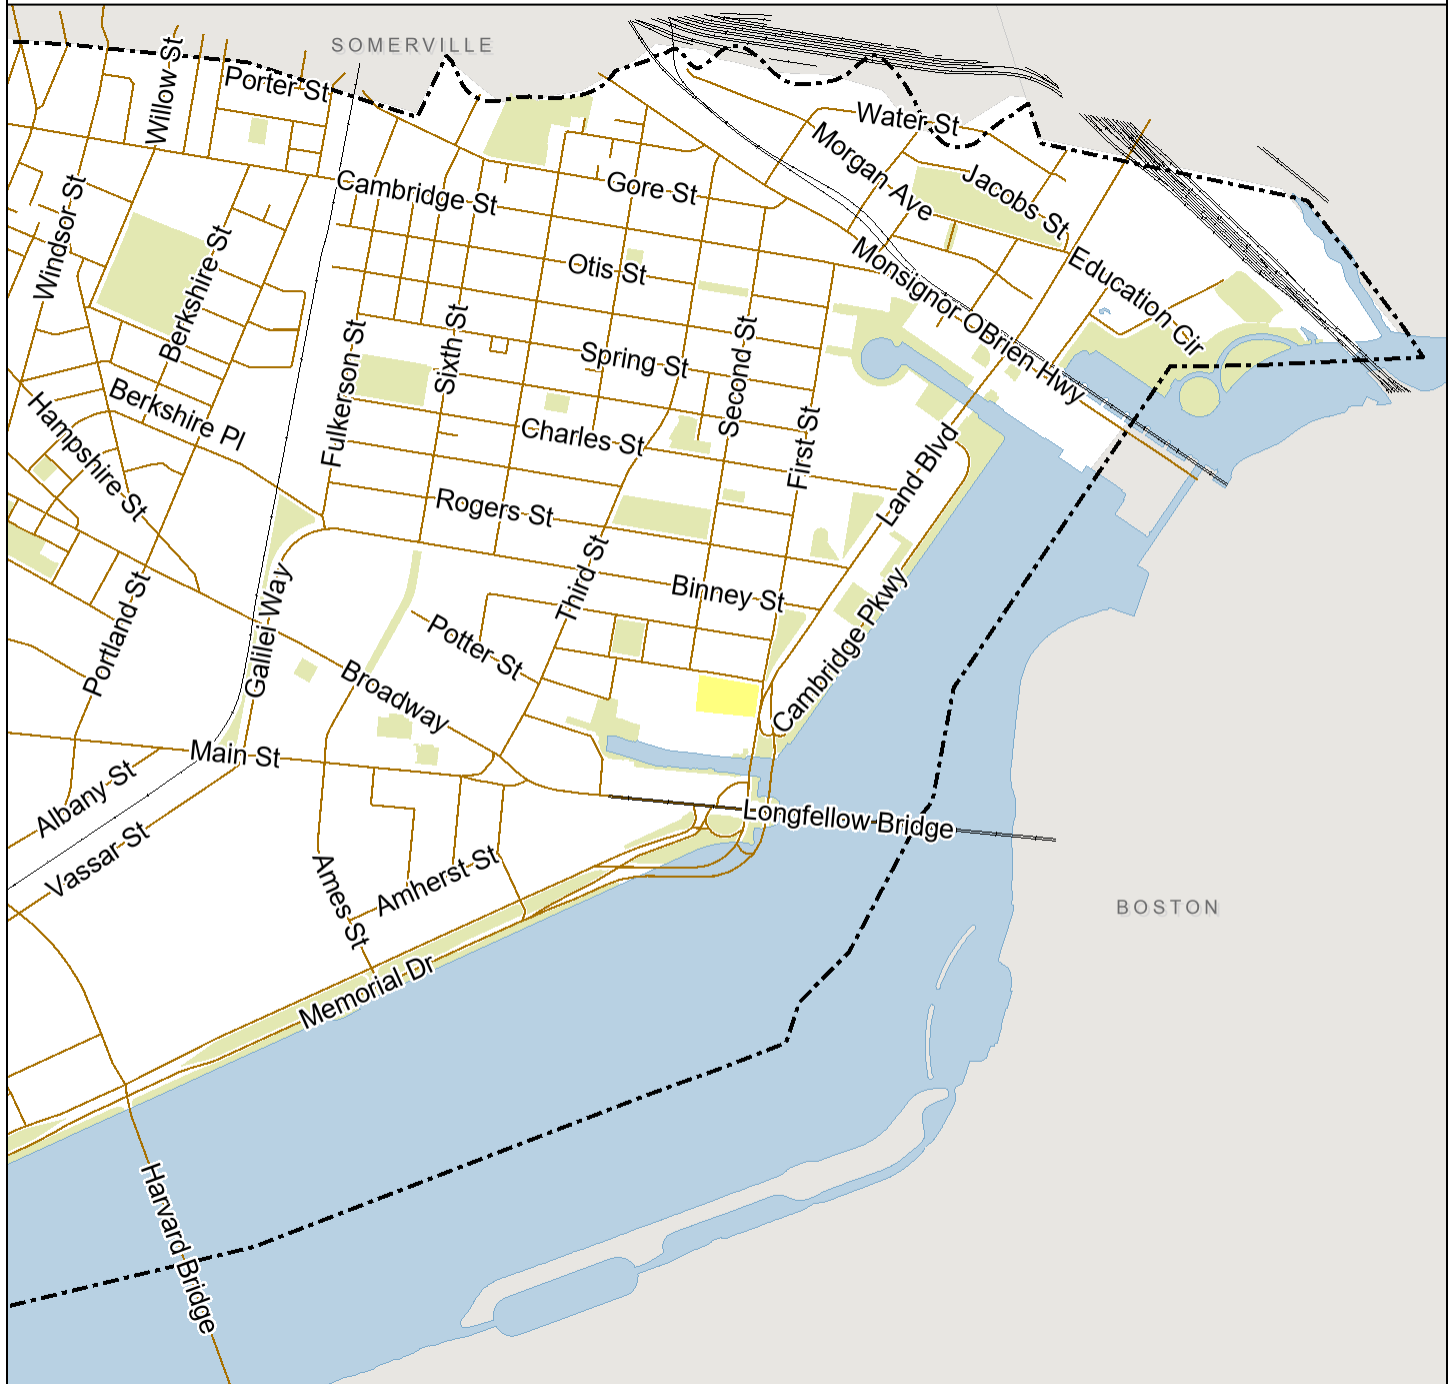 SOMERVILLE
Willow St
Porter St
Water St
Morgan Ave
Jacobs St
Cambridge St
Gore St
Windsor St
Berkshire St
Otis St
Monsignor OBrien Hwy
Education Cir
Fulkerson St
Sixth St
Spring St
Second St
First St
Berkshire Pl
Hampshire St
Charles St
Land Blvd
Rogers St
Third St
Binney St
Portland St
Galilei Way
Potter St
Cambridge Pkwy
Broadway
Main St
Albany St
Vassar St
Longfellow Bridge
Ames St
Amherst St
BOSTON
Memorial Dr
Harvard Bridge